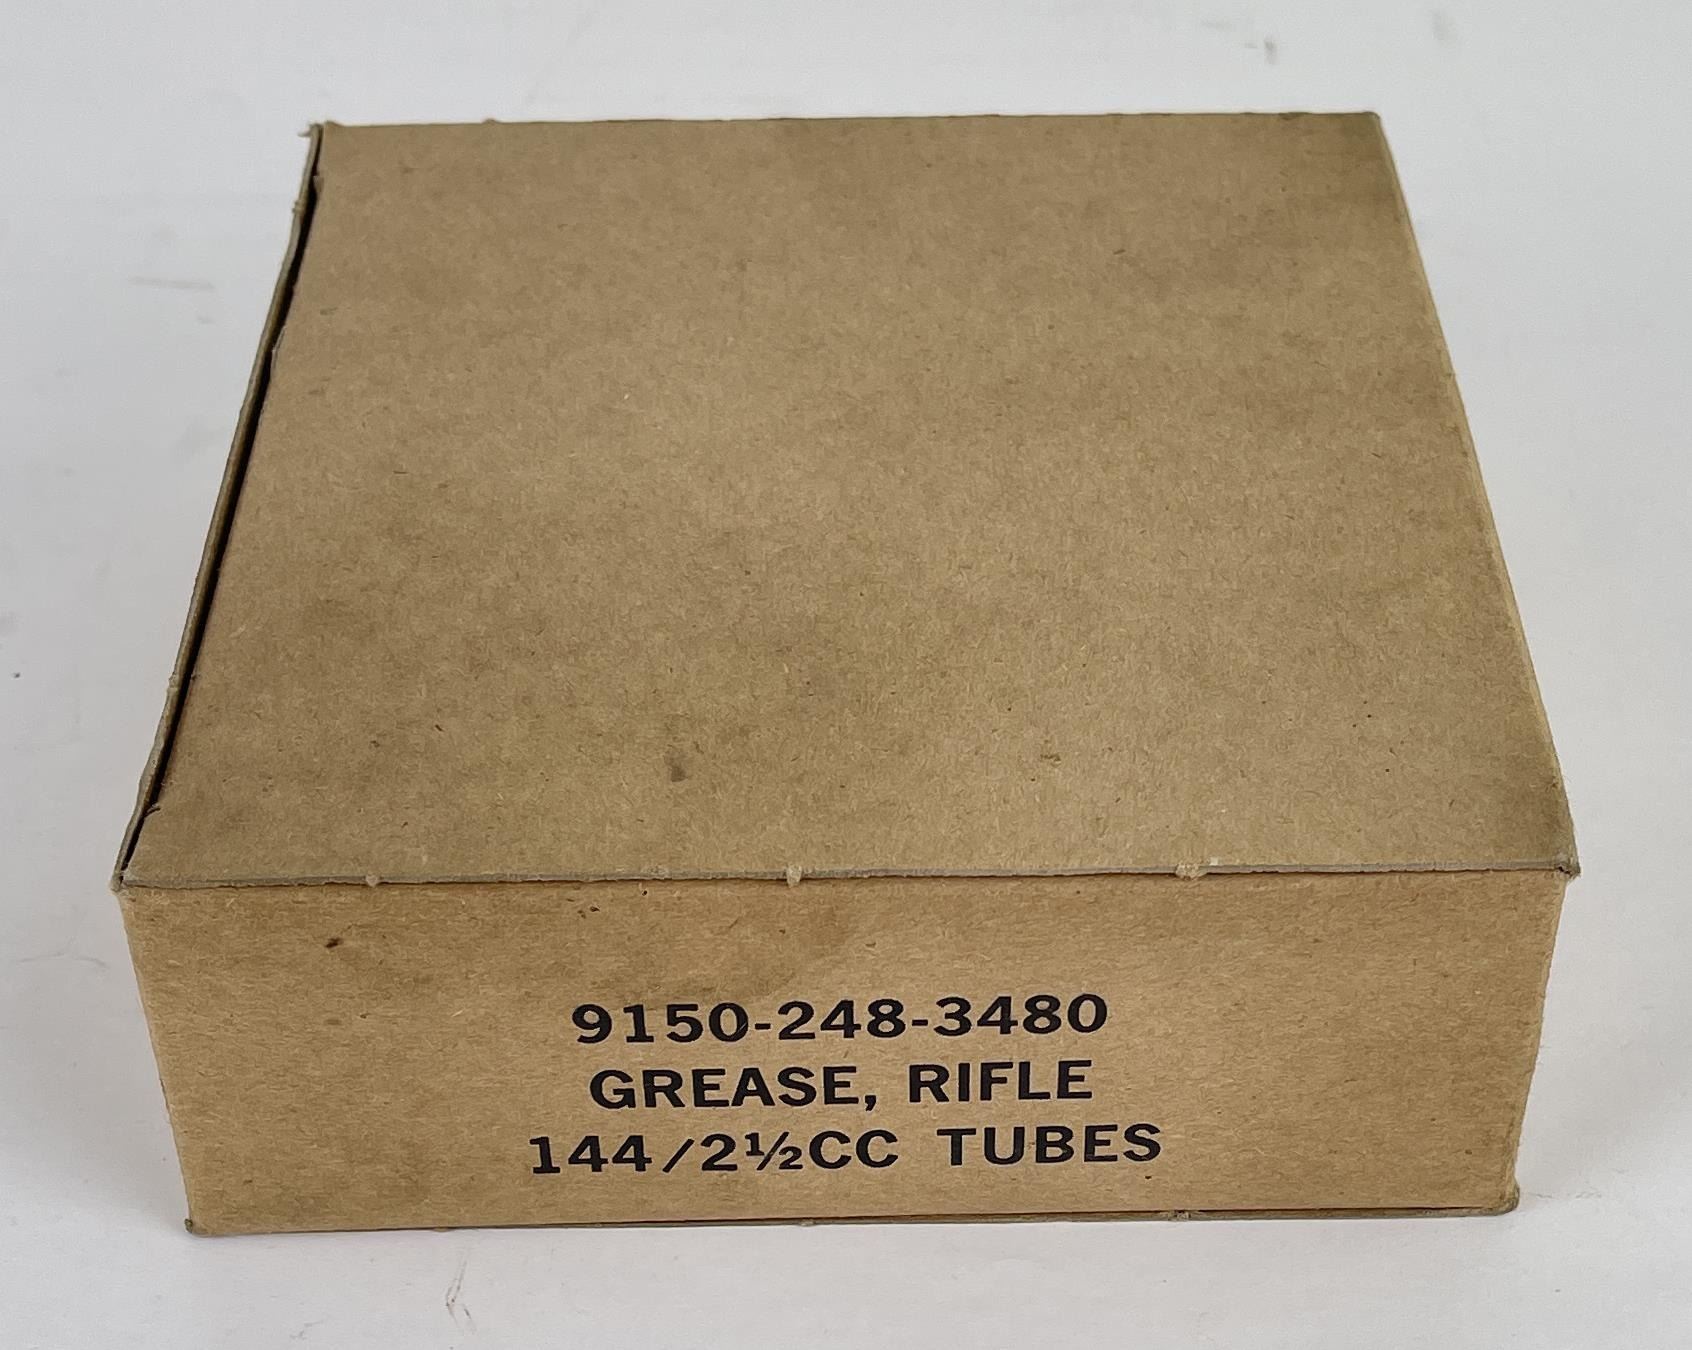 9150-248-3480
GREASE, RIFLE
144/2½CC TUBES